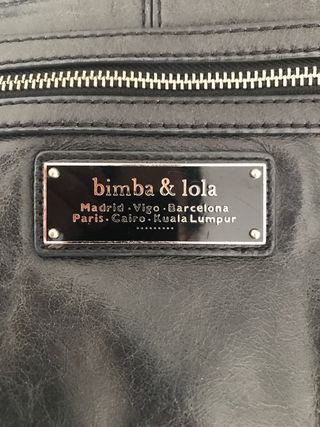 bimba & lola
Madrid · Vigo · Barcelona
Paris · Cairo · Kuala Lumpur